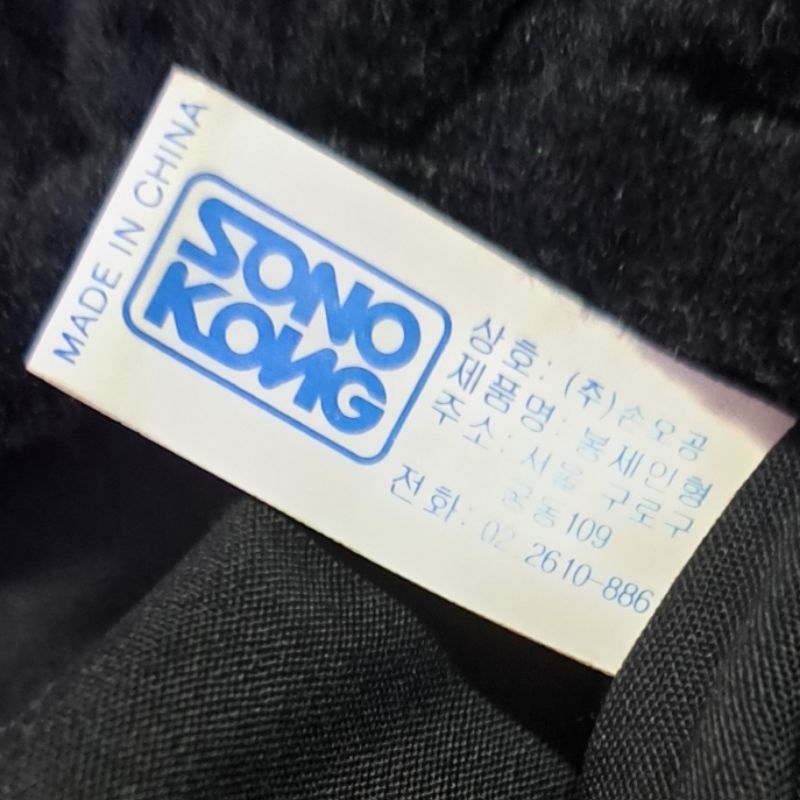 MADE IN CHINA
SONO
KONG
상호: (주)손오공
제품명: 봉제인형
주소: 서울 구로구
궁동109
전화: 02 2610-886